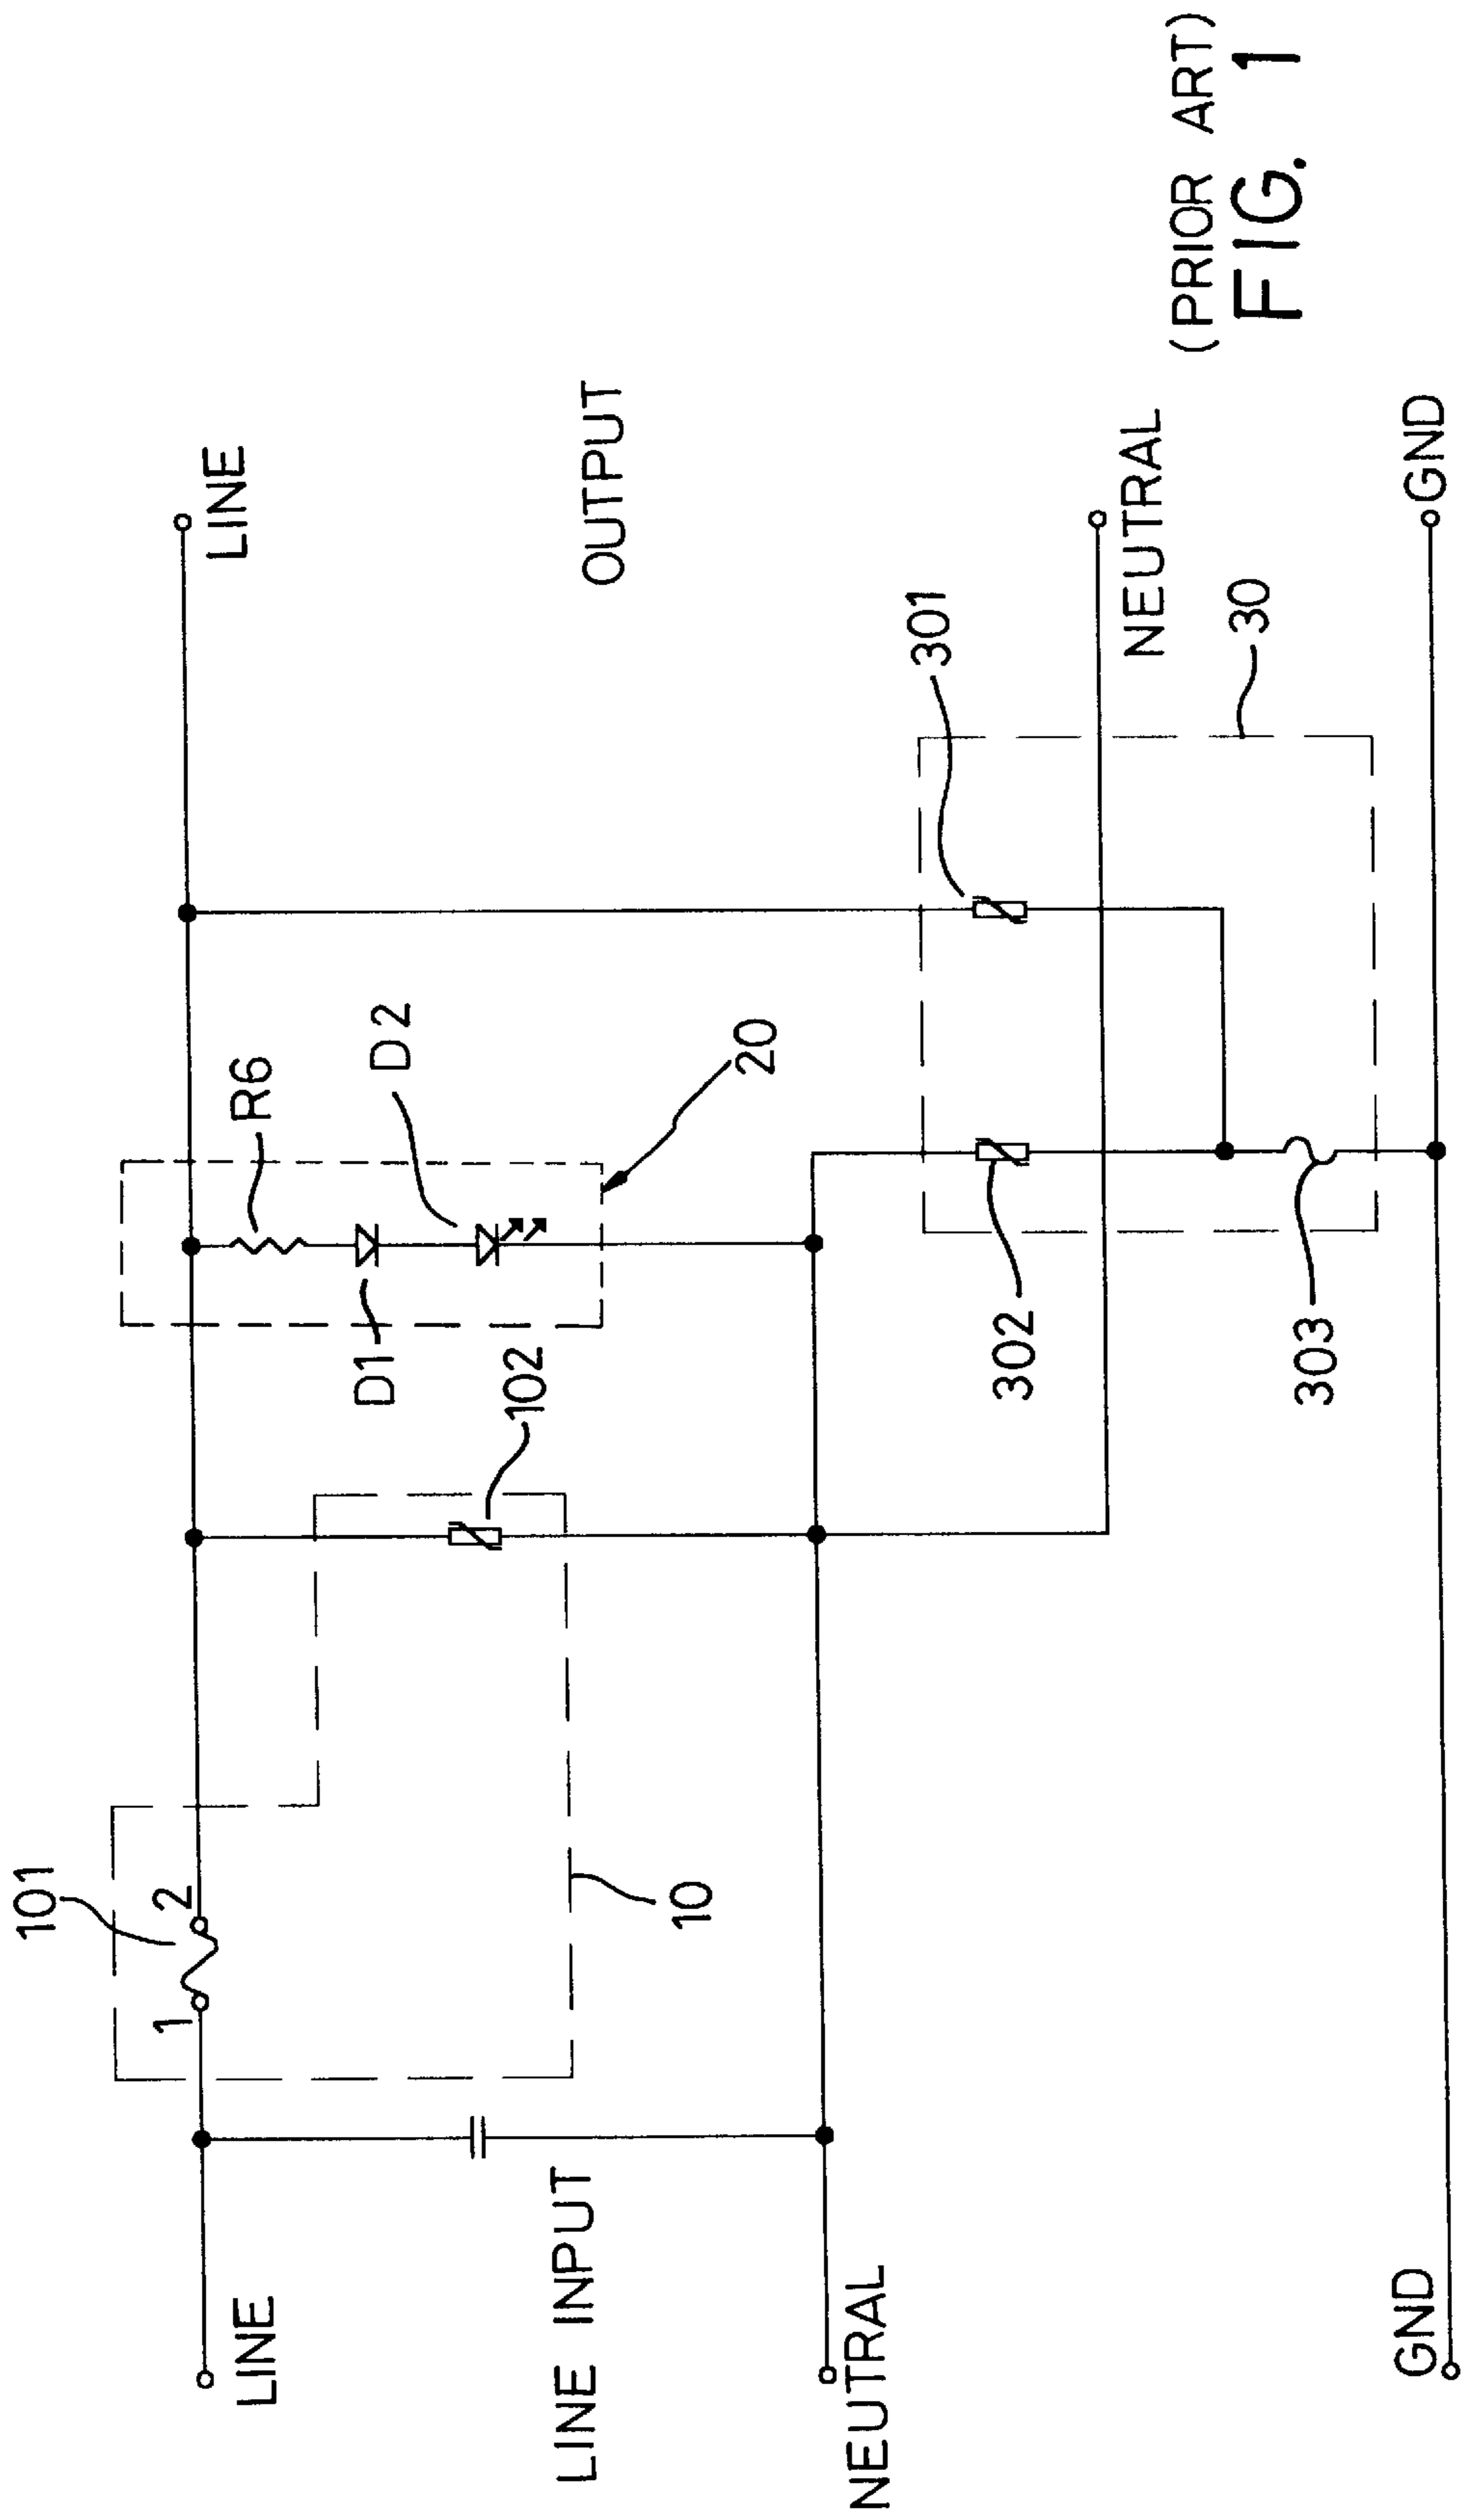 LINE
LINE INPUT
NEUTRAL
GND
101
1
2
10
102
D1
R6
D2
20
302
303
301
30
LINE
OUTPUT
NEUTRAL
GND
(PRIOR ART)
FIG. 1